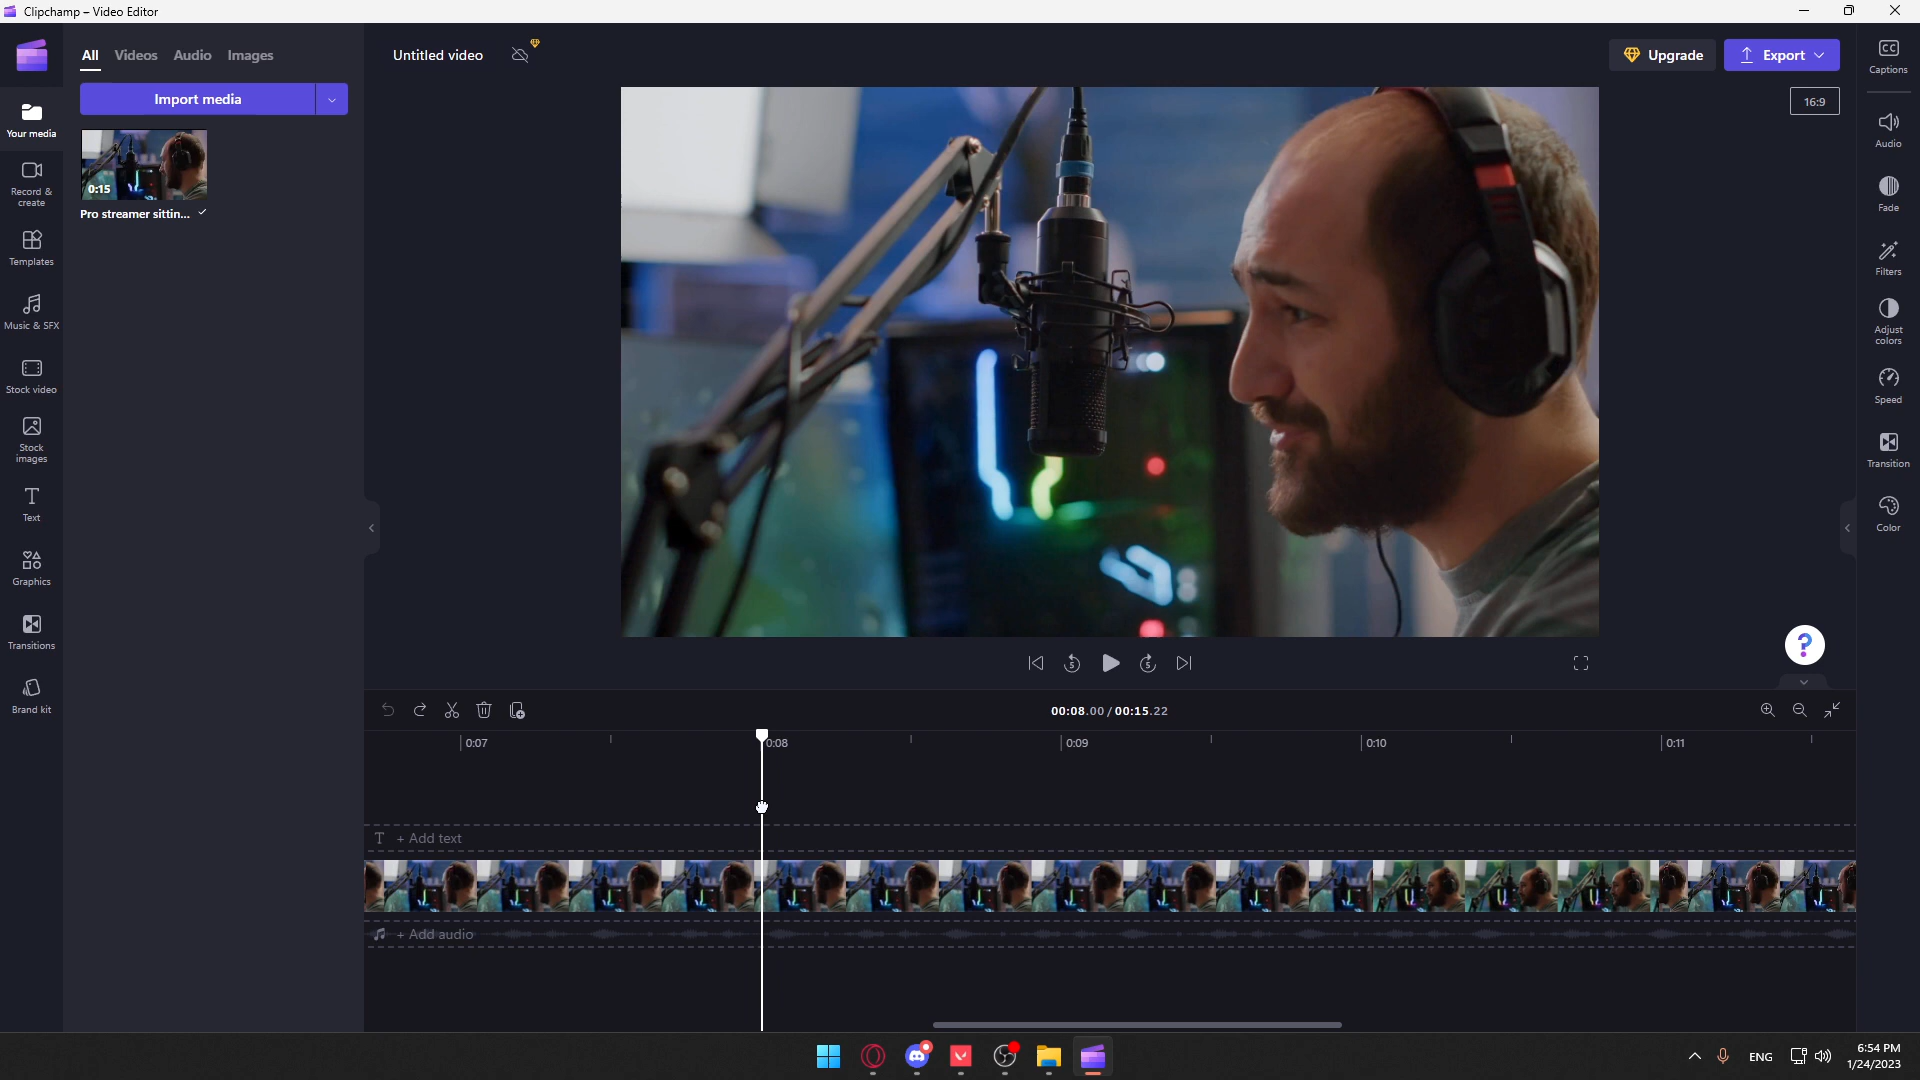 Clipchamp – Video Editor
All Videos Audio Images
Import media
0:15
Pro streamer sittin...
Your media
Record &
create
Templates
Music & SFX
Stock video
Stock
images
Text
Graphics
Transitions
Brand kit
Untitled video
Upgrade
Export
16:9
Captions
Audio
Fade
Filters
Adjust
colors
Speed
Transition
Color
5
5
?
00:08.00 / 00:15.22
0:07 0:08 0:09 0:10 0:11
T + Add text
+ Add audio
ENG
6:54 PM
1/24/2023